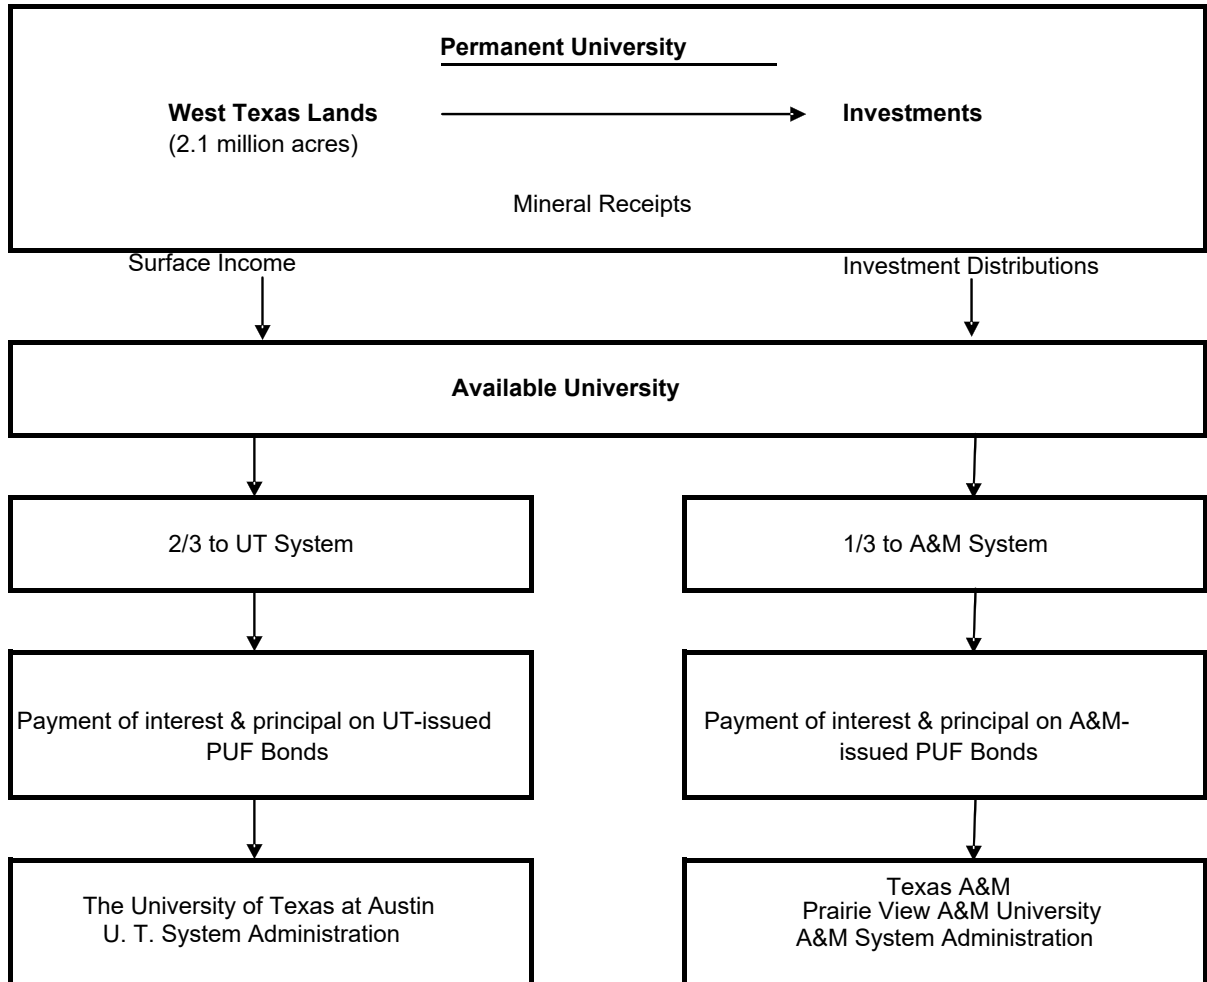 Permanent University
West Texas Lands
Investments
(2.1 million acres)
Mineral Receipts
Surface Income
Investment Distributions
Available University
2/3 to UT System
1/3 to A&M System
Payment of interest & principal on UT-issued
PUF Bonds
Payment of interest & principal on A&M-
issued PUF Bonds
The University of Texas at Austin
U. T. System Administration
Texas A&M
Prairie View A&M University
A&M System Administration